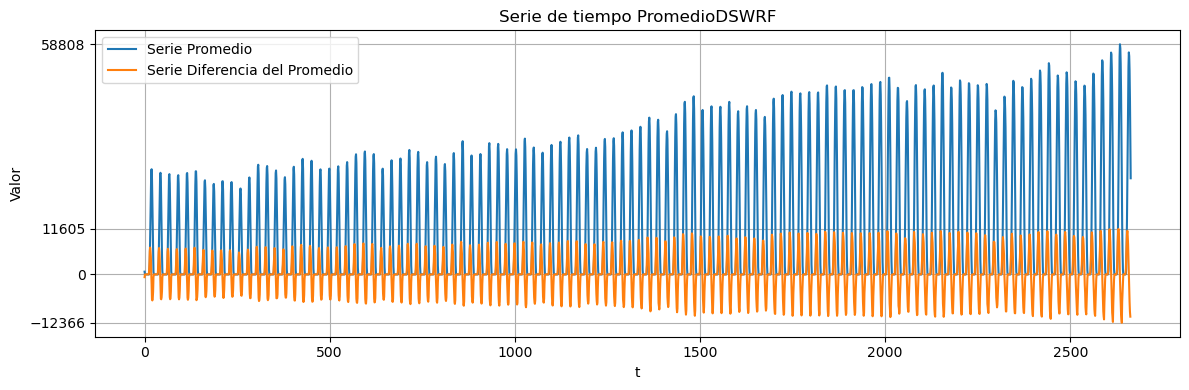 Serie de tiempo PromedioDSWRF
58808
Serie Promedio
Serie Diferencia del Promedio
Valor
11605
0
−12366
0
500
1000
1500
2000
2500
t